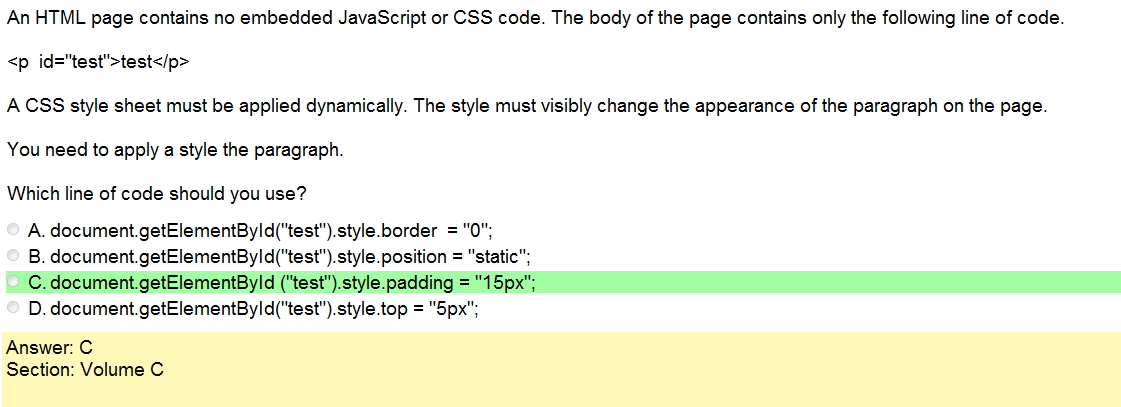 An HTML page contains no embedded JavaScript or CSS code. The body of the page contains only the following line of code.
<p id="test">test</p>
A CSS style sheet must be applied dynamically. The style must visibly change the appearance of the paragraph on the page.
You need to apply a style the paragraph.
Which line of code should you use?
A. document.getElementById("test").style.border = "0";
B. document.getElementById("test").style.position = "static";
C. document.getElementById ("test").style.padding = "15px";
D. document.getElementById("test").style.top = "5px";
Answer: C
Section: Volume C